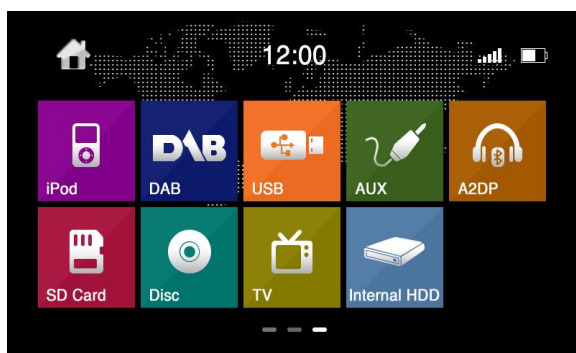 12:00
DAB
iPod
DAB
USB
AUX
A2DP
SD Card
Disc
TV
Internal HDD